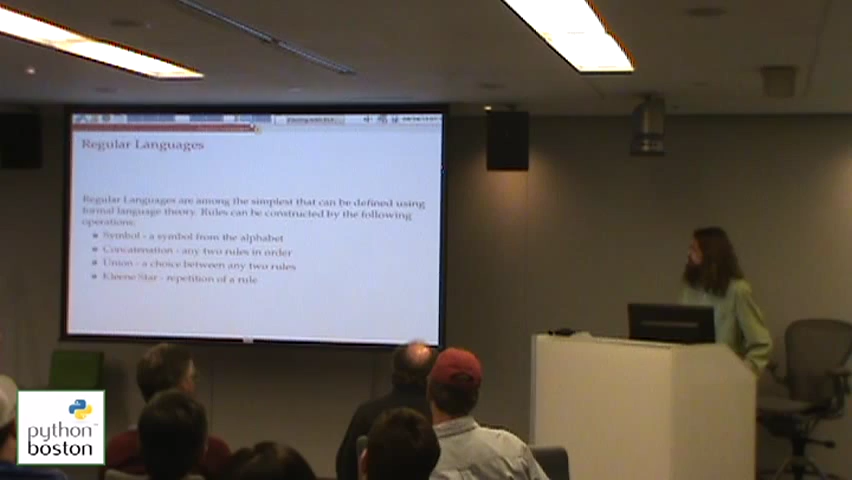 Regular Languages
Regular Languages are among the simplest that can be defined using
formal language theory. Rules can be constructed by the following
operations.
Symbol - a symbol from the alphabet
Concatenation - any two rules in order
Union - a choice between any two rules
Kleene Star - repetition of a rule
python
boston